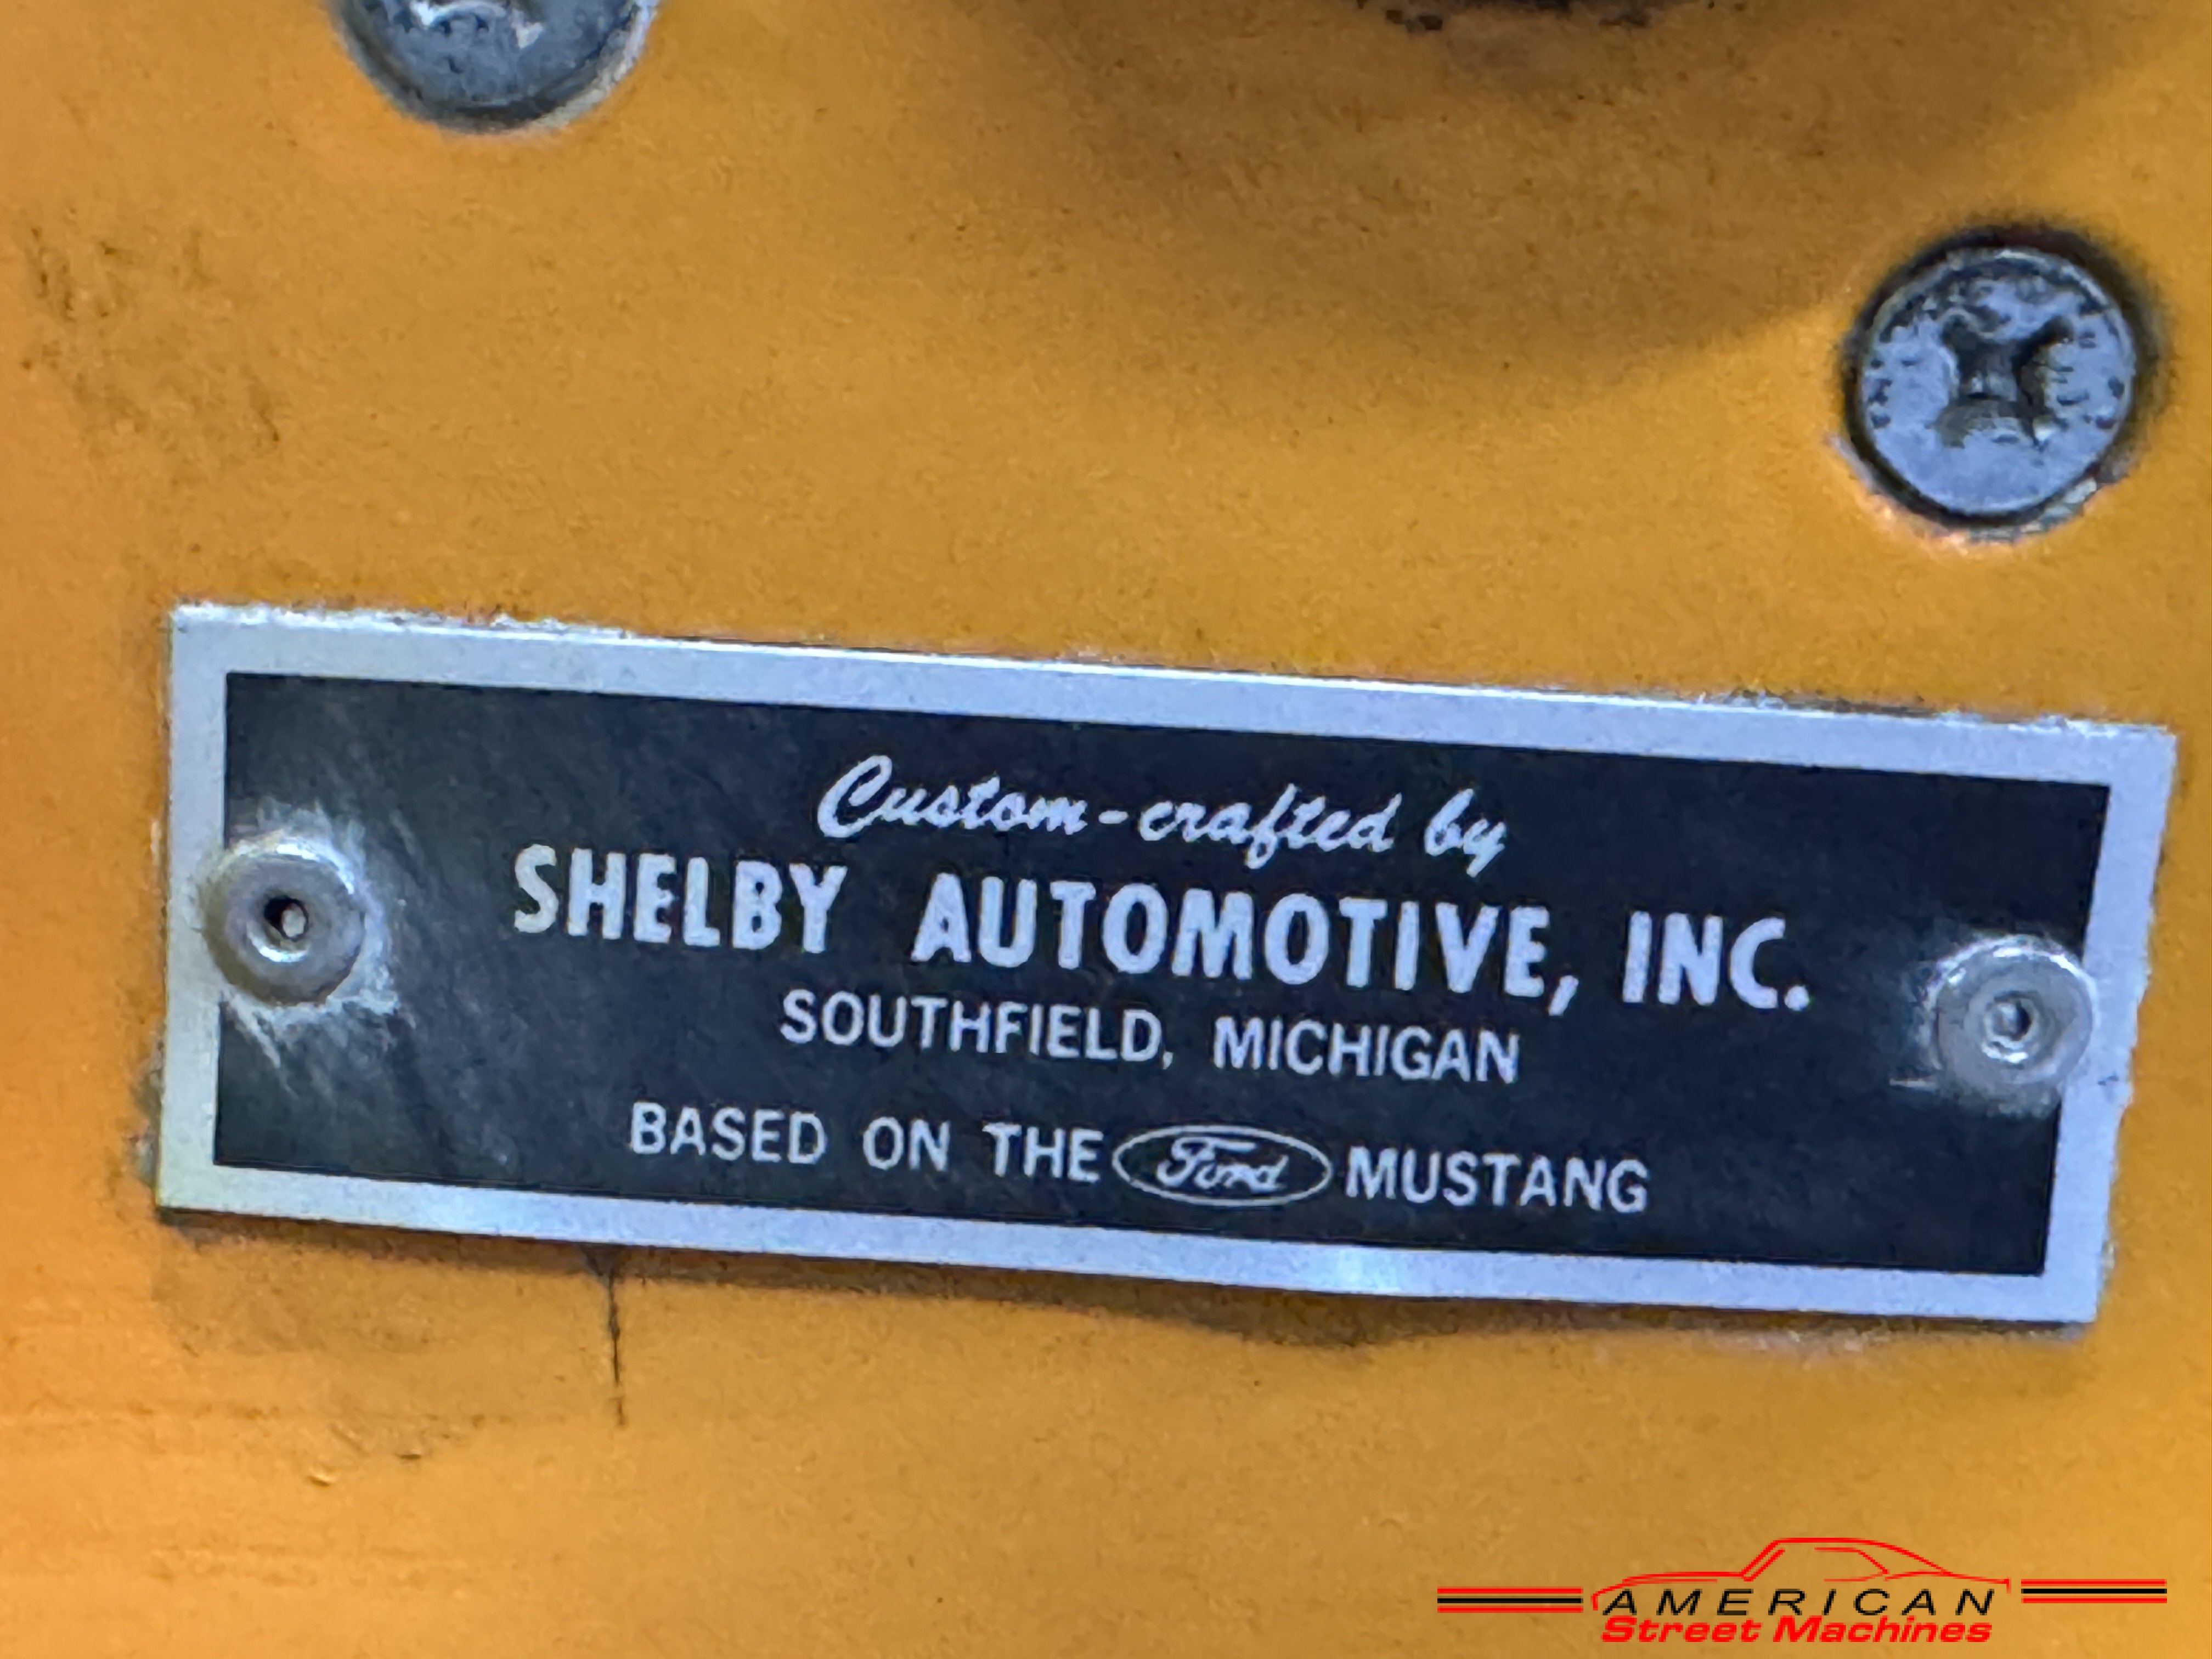 Custom-crafted by
SHELBY AUTOMOTIVE, INC.
SOUTHFIELD, MICHIGAN
BASED ON THE Ford MUSTANG
AMERICAN
Street Machines